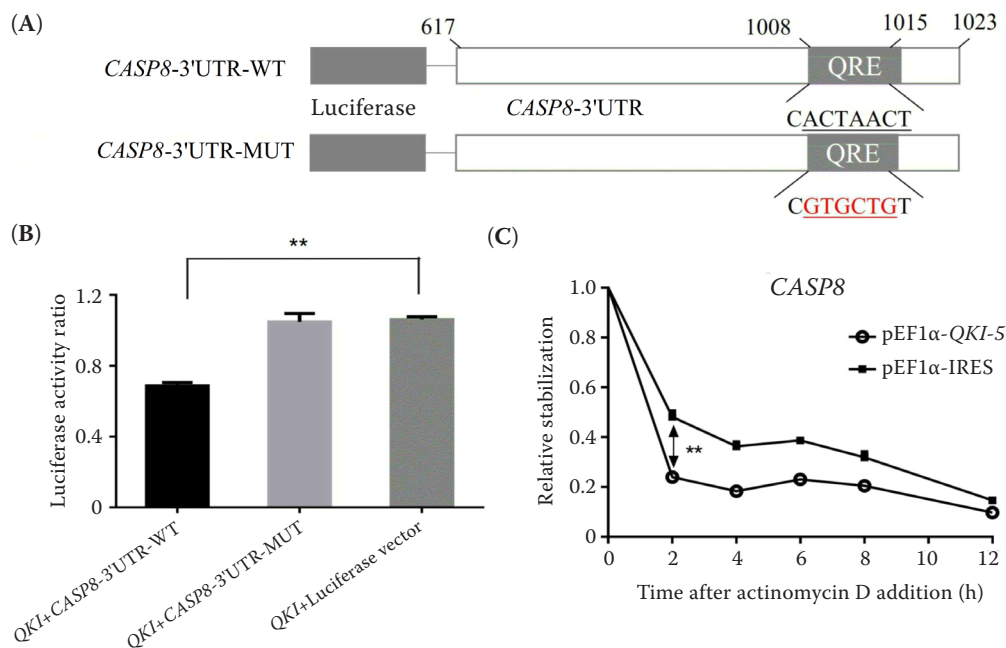 (A)
617 1008 1015 1023
CASP8-3'UTR-WT
QRE
Luciferase CASP8-3'UTR
CACTAACT
CASP8-3'UTR-MUT
QRE
CGTGCTGT
(B)
**
Luciferase activity ratio
1.2
0.8
0.4
0
QKI+CASP8-3'UTR-WT
QKI+CASP8-3'UTR-MUT
QKI+Luciferase vector
(C)
CASP8
Relative stabilization
1.0
0.8
0.6
0.4
0.2
0
pEF1α-QKI-5
pEF1α-IRES
**
0 2 4 6 8 10 12
Time after actinomycin D addition (h)